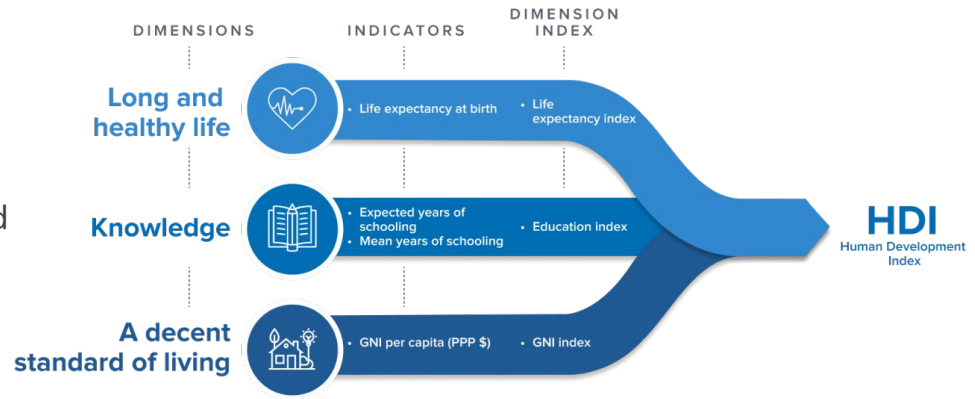 DIMENSIONS
INDICATORS
DIMENSION
INDEX
Long and
healthy life
• Life expectancy at birth
• Life
expectancy index
d
Knowledge
• Expected years of
schooling
• Mean years of schooling
• Education index
A decent
standard of living
• GNI per capita (PPP $)
• GNI index
HDI
Human Development
Index